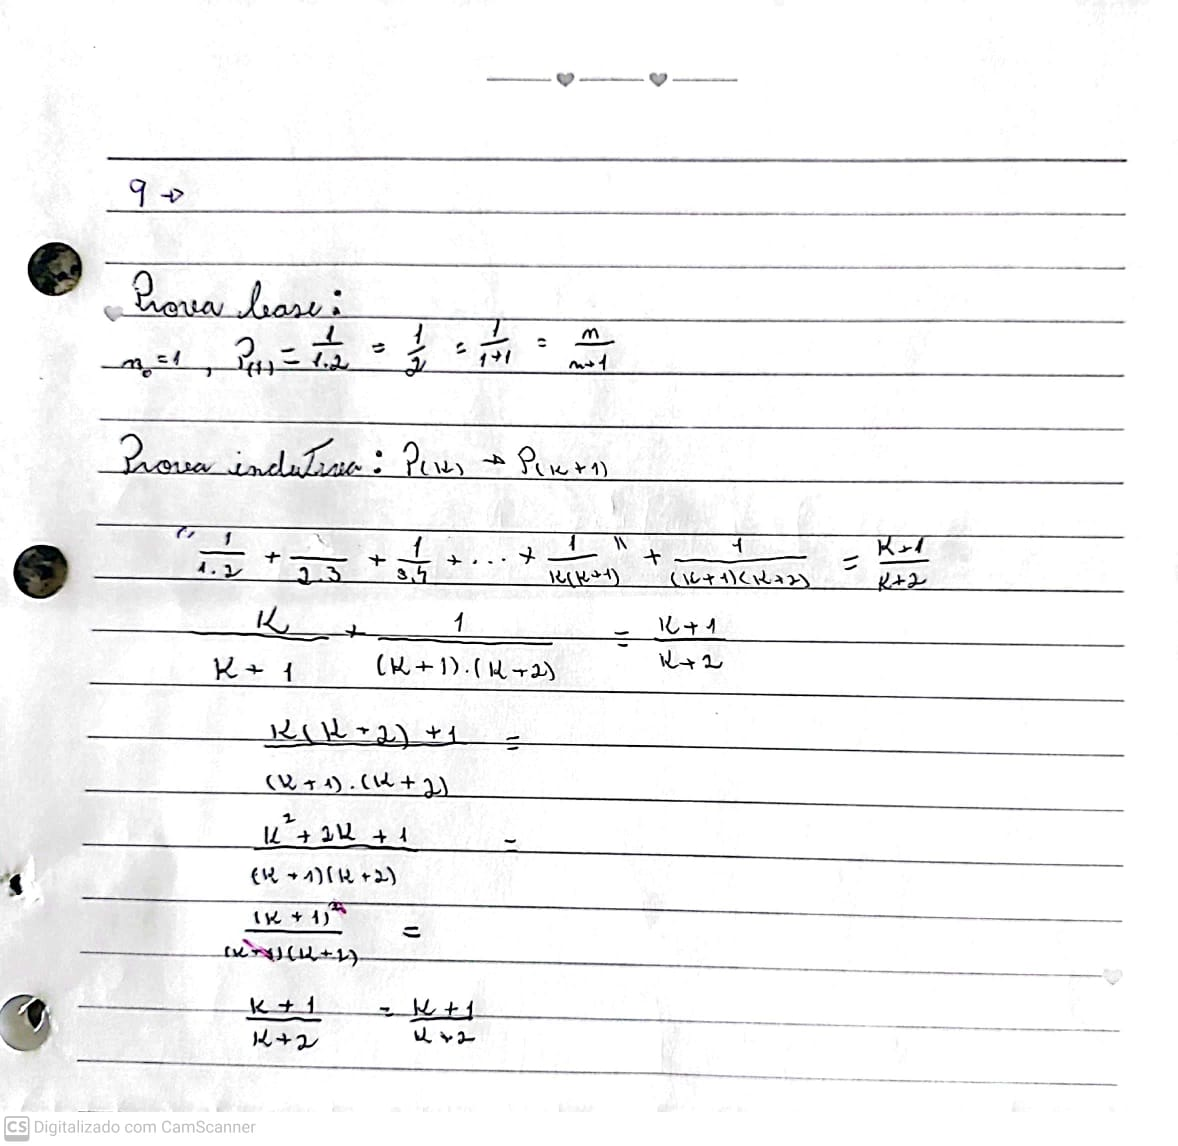 9 →
Prova base:
n₀=1, P(1) = 1/1.2 = 1/2 = 1/1+1 = n/n+1
Prova indutiva: P(K) → P(K+1)
" 1/1.2 + /2.3 + 1/3.4 + ... + 1/K(K+1) " + 1/(K+1)(K+2) = K+1/K+2
K/K+1 + 1/(K+1).(K+2) = K+1/K+2
K(K+2)+1/(K+1).(K+2) =
K²+2K+1/(K+1)(K+2) =
(K+1)²/(K+1)(K+2) =
K+1/K+2 = K+1/K+2
CS Digitalizado com CamScanner